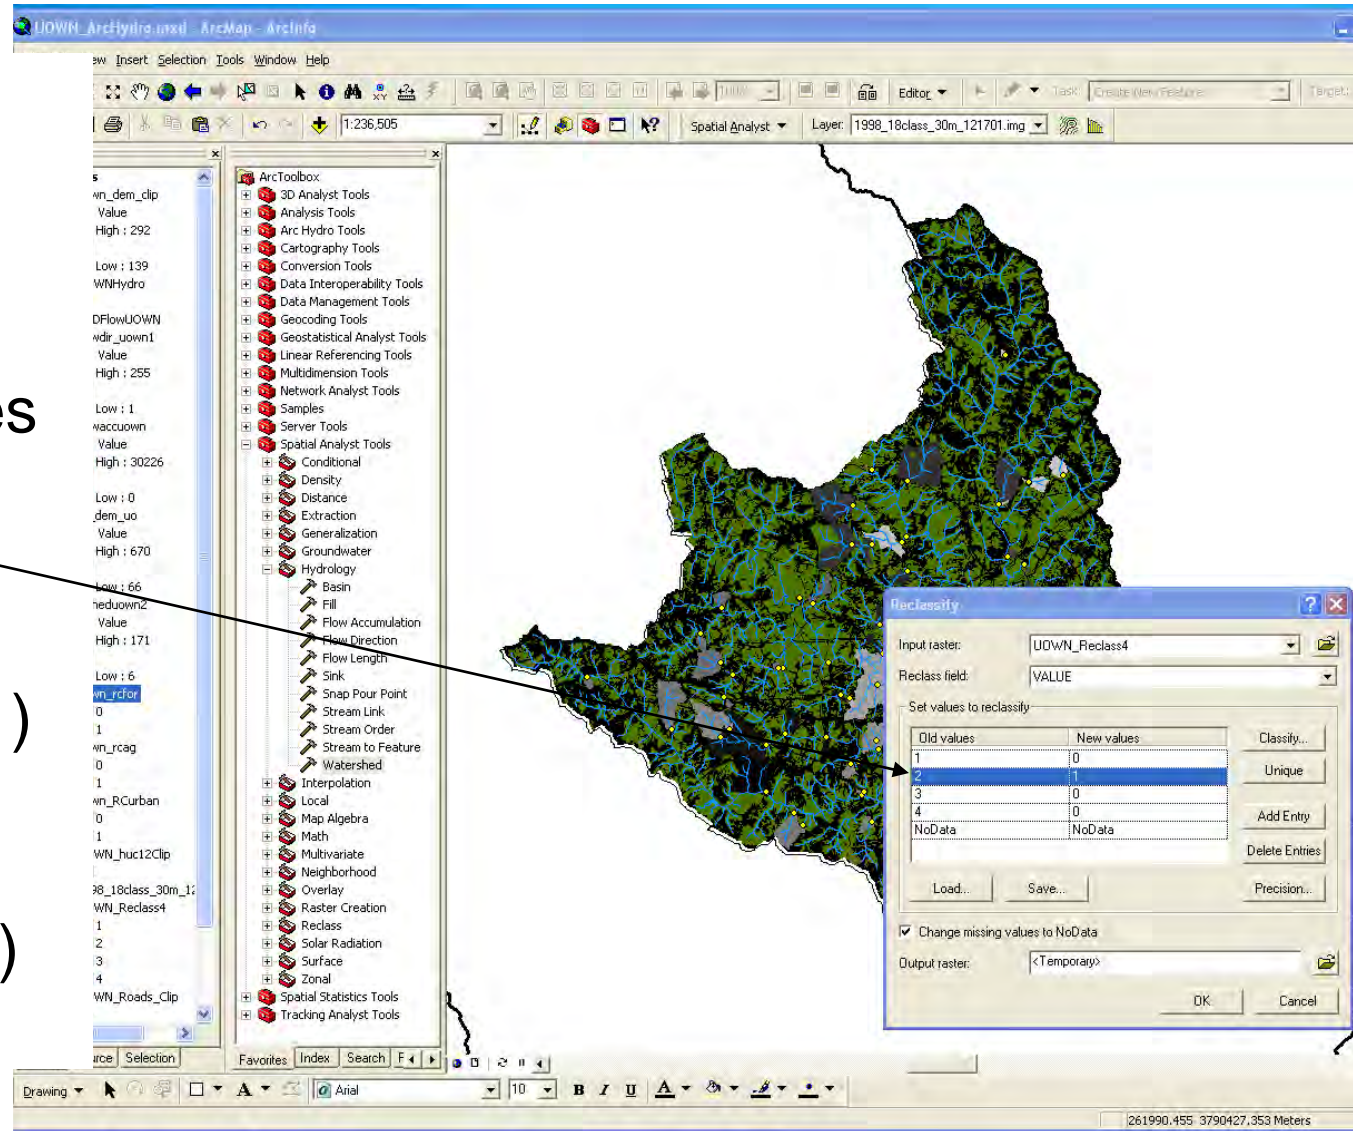 UOWN_ArcHydro.mxd - ArcMap - ArcInfo
ew Insert Selection Tools Window Help
Editor Task: Create New Feature Target:
1:236,505 Spatial Analyst Layer: 1998_18class_30m_121701.img
es
)
)
s
wn_dem_clip
Value
High : 292
Low : 139
WNHydro
DFlowUOWN
wdir_uown1
Value
High : 255
Low : 1
vaccuown
Value
High : 30226
Low : 0
_dem_uo
Value
High : 670
Low : 66
heduown2
Value
High : 171
Low : 6
wn_rcfor
0
1
wn_rcag
0
1
wn_RCurban
0
1
WN_huc12Clip
98_18class_30m_12
WN_Reclass4
1
2
3
4
WN_Roads_Clip
urce Selection
ArcToolbox
3D Analyst Tools
Analysis Tools
Arc Hydro Tools
Cartography Tools
Conversion Tools
Data Interoperability Tools
Data Management Tools
Geocoding Tools
Geostatistical Analyst Tools
Linear Referencing Tools
Multidimension Tools
Network Analyst Tools
Samples
Server Tools
Spatial Analyst Tools
Conditional
Density
Distance
Extraction
Generalization
Groundwater
Hydrology
Basin
Fill
Flow Accumulation
Flow Direction
Flow Length
Sink
Snap Pour Point
Stream Link
Stream Order
Stream to Feature
Watershed
Interpolation
Local
Map Algebra
Math
Multivariate
Neighborhood
Overlay
Raster Creation
Reclass
Solar Radiation
Surface
Zonal
Spatial Statistics Tools
Tracking Analyst Tools
Favorites Index Search F
Reclassify
Input raster: UOWN_Reclass4
Reclass field: VALUE
Set values to reclassify
Old values New values
1 0
2 1
3 0
4 0
NoData NoData
Classify...
Unique
Add Entry
Delete Entries
Load... Save... Precision...
Change missing values to NoData
Output raster: <Temporary>
OK Cancel
Drawing A Arial 10 B I U A
261990.455 3790427.353 Meters